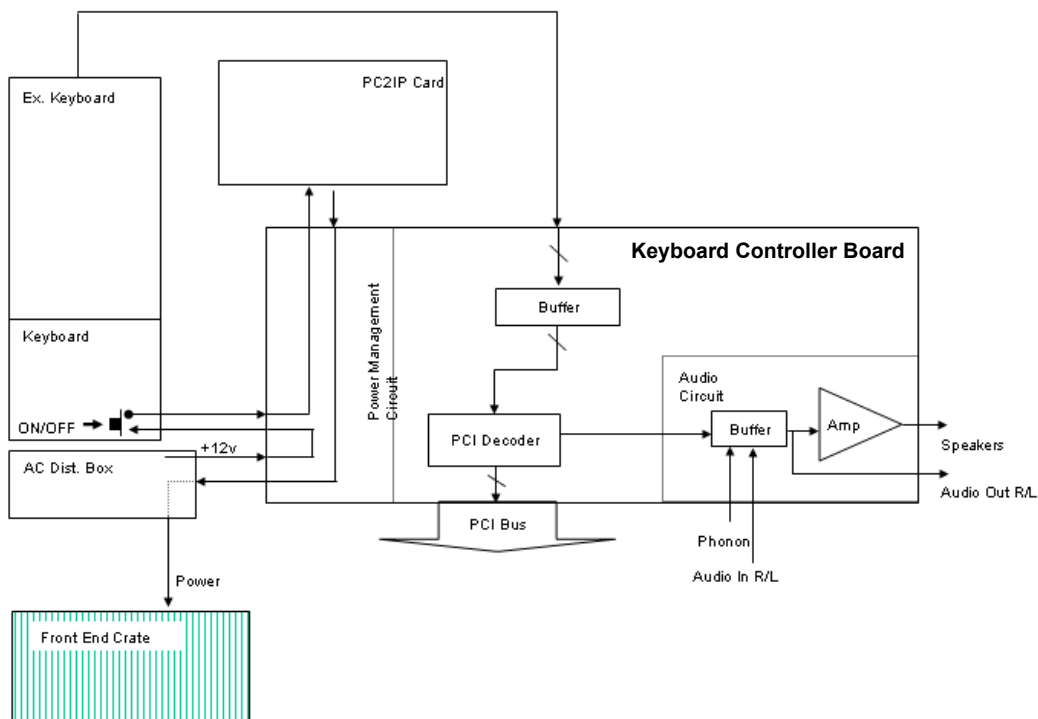 Ex. Keyboard
PC2IP Card
Keyboard Controller Board
Buffer
Keyboard
Power Management
Circuit
Audio
Circuit
ON/OFF
PCI Decoder
Buffer
Amp
+12v
Speakers
AC Dist. Box
Audio Out R/L
PCI Bus
Phonon
Audio In R/L
Power
Front End Crate